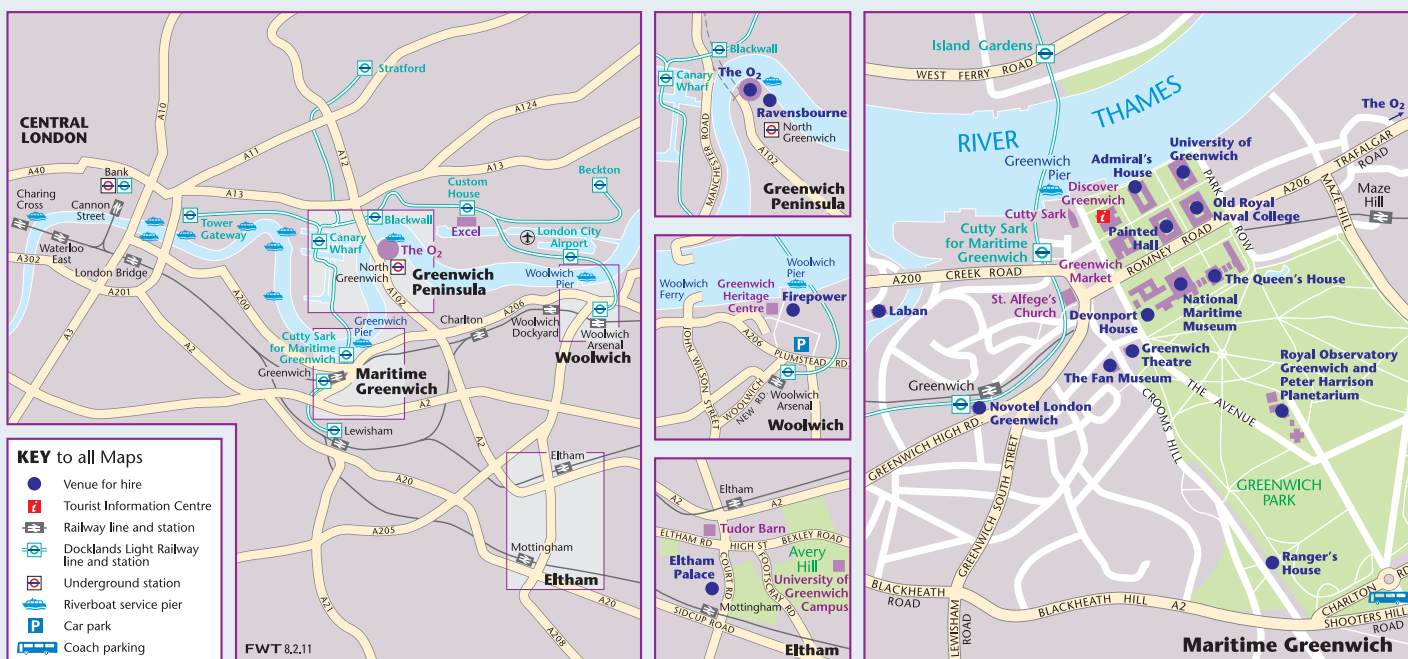 Stratford
A10
A124
A11
A12
A13
CENTRAL
LONDON
A40
Bank
Charing
Cross
Cannon
Street
A13
Custom
House
Beckton
Tower
Gateway
Blackwall
Excel
London City
Airport
Canary
Wharf
The O2
Waterloo
East
A302
London Bridge
A201
A200
North
Greenwich
Greenwich
Peninsula
A102
Woolwich
Pier
A206
A3
A2
Greenwich
Pier
Charlton
Woolwich
Dockyard
Woolwich
Arsenal
Woolwich
Cutty Sark
for Maritime
Greenwich
Greenwich
Maritime
Greenwich
A2
Lewisham
A2
A20
Eltham
A205
Mottingham
Eltham
A21
A20
A208
KEY to all Maps
Venue for hire
Tourist Information Centre
Railway line and station
Docklands Light Railway
line and station
Underground station
Riverboat service pier
P
Car park
Coach parking
FWT 8.2.11
Blackwall
Canary
Wharf
The O2
Ravensbourne
North
Greenwich
MANCHESTER ROAD
A102
Greenwich
Peninsula
Woolwich
Ferry
Woolwich
Pier
Greenwich
Heritage
Centre
Firepower
P
JOHN WILSON STREET
A206
PLUMSTEAD RD
WOOLWICH
NEW RD.
Woolwich
Arsenal
Woolwich
Eltham
A2
A2
Tudor Barn
ELTHAM RD
HIGH ST
BEXLEY ROAD
Eltham
Palace
COURT RD
FOOTSCRAY RD
Avery
Hill
University of
Greenwich
Campus
Mottingham
SIDCUP ROAD
Eltham
Island Gardens
WEST FERRY ROAD
RIVER
THAMES
The O2
University of
Greenwich
TRAFALGAR
ROAD
Greenwich
Pier
Admiral's
House
Discover
Greenwich
i
PARK
ROW
A206
MAZE HILL
Maze
Hill
Cutty Sark
Old Royal
Naval College
Painted
Hall
Cutty Sark
for Maritime
Greenwich
Greenwich
Market
ROMNEY ROAD
A200
CREEK ROAD
The Queen's House
St. Alfege's
Church
National
Maritime
Museum
Laban
Devonport
House
Greenwich
Theatre
The Fan Museum
Royal Observatory
Greenwich and
Peter Harrison
Planetarium
Greenwich
Novotel London
Greenwich
THE AVENUE
CROOMS HILL
GREENWICH HIGH RD.
GREENWICH SOUTH STREET
GREENWICH
PARK
Ranger's
House
BLACKHEATH
ROAD
LEWISHAM
ROAD
BLACKHEATH HILL
A2
CHARLTON
RD
SHOOTERS HILL
ROAD
Maritime Greenwich